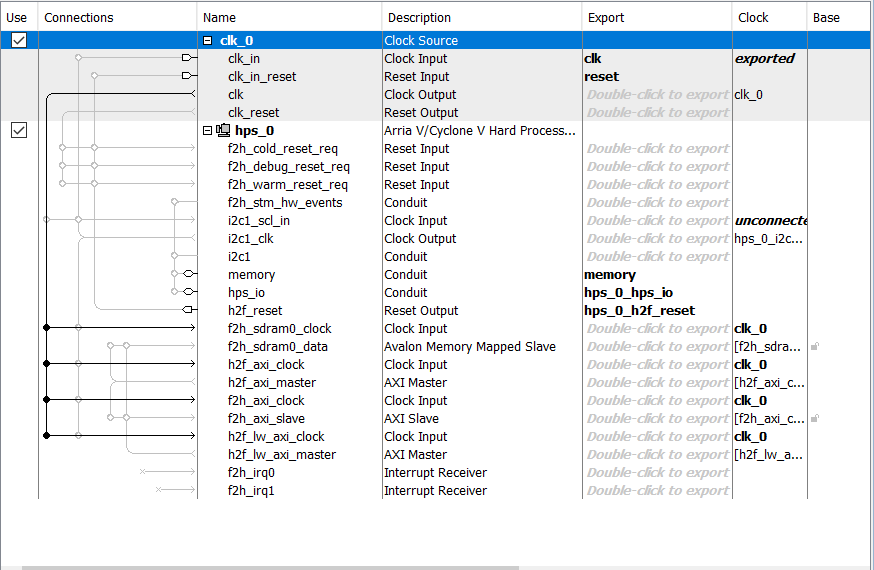 Use Connections Name Description Export Clock Base
clk_0 Clock Source
clk_in Clock Input clk exported
clk_in_reset Reset Input reset
clk Clock Output Double-click to export clk_0
clk_reset Reset Output Double-click to export
hps_0 Arria V/Cyclone V Hard Process...
f2h_cold_reset_req Reset Input Double-click to export
f2h_debug_reset_req Reset Input Double-click to export
f2h_warm_reset_req Reset Input Double-click to export
f2h_stm_hw_events Conduit Double-click to export
i2c1_scl_in Clock Input Double-click to export unconnecte
i2c1_clk Clock Output Double-click to export hps_0_i2c...
i2c1 Conduit Double-click to export
memory Conduit memory
hps_io Conduit hps_0_hps_io
h2f_reset Reset Output hps_0_h2f_reset
f2h_sdram0_clock Clock Input Double-click to export clk_0
f2h_sdram0_data Avalon Memory Mapped Slave Double-click to export [f2h_sdra...
h2f_axi_clock Clock Input Double-click to export clk_0
h2f_axi_master AXI Master Double-click to export [h2f_axi_c...
f2h_axi_clock Clock Input Double-click to export clk_0
f2h_axi_slave AXI Slave Double-click to export [f2h_axi_c...
h2f_lw_axi_clock Clock Input Double-click to export clk_0
h2f_lw_axi_master AXI Master Double-click to export [h2f_lw_a...
f2h_irq0 Interrupt Receiver Double-click to export
f2h_irq1 Interrupt Receiver Double-click to export